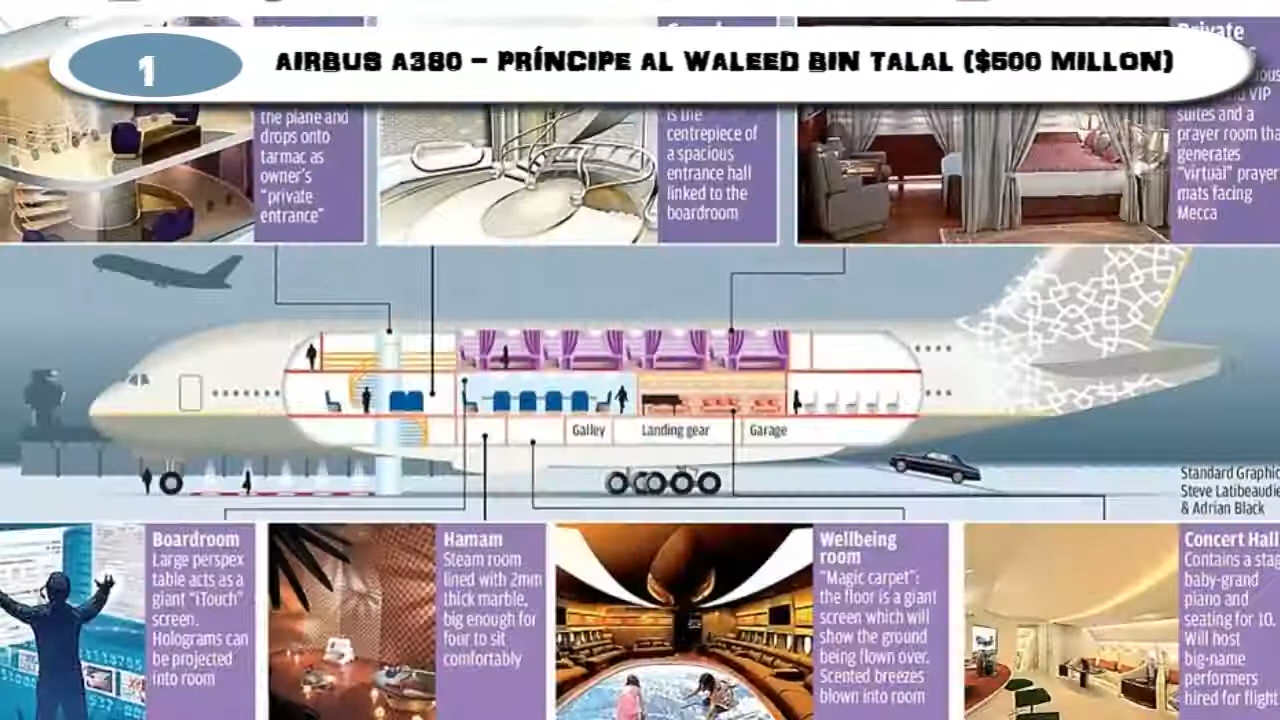 1
AIRBUS A380 – PRÍNCIPE AL WALEED BIN TALAL ($500 MILLON)
the plane and
drops onto
tarmac as
owner's
"private
entrance"
is the
centrepiece of
a spacious
entrance hall
linked to the
boardroom
Private
VIP
suites and a
prayer room tha
generates
"virtual" prayer
mats facing
Mecca
Galley
Landing gear
Garage
Standard Graphic
Steve Latibeaudie
& Adrian Black
Boardroom
Large perspex
table acts as a
giant "iTouch"
screen.
Holograms can
be projected
into room
Hamam
Steam room
lined with 2mm
thick marble,
big enough for
four to sit
comfortably
Wellbeing
room
"Magic carpet":
the floor is a giant
screen which will
show the ground
being flown over.
Scented breezes
blown into room
Concert Hall
Contains a stag
baby-grand
piano and
seating for 10.
Will host
big-name
performers
hired for flight